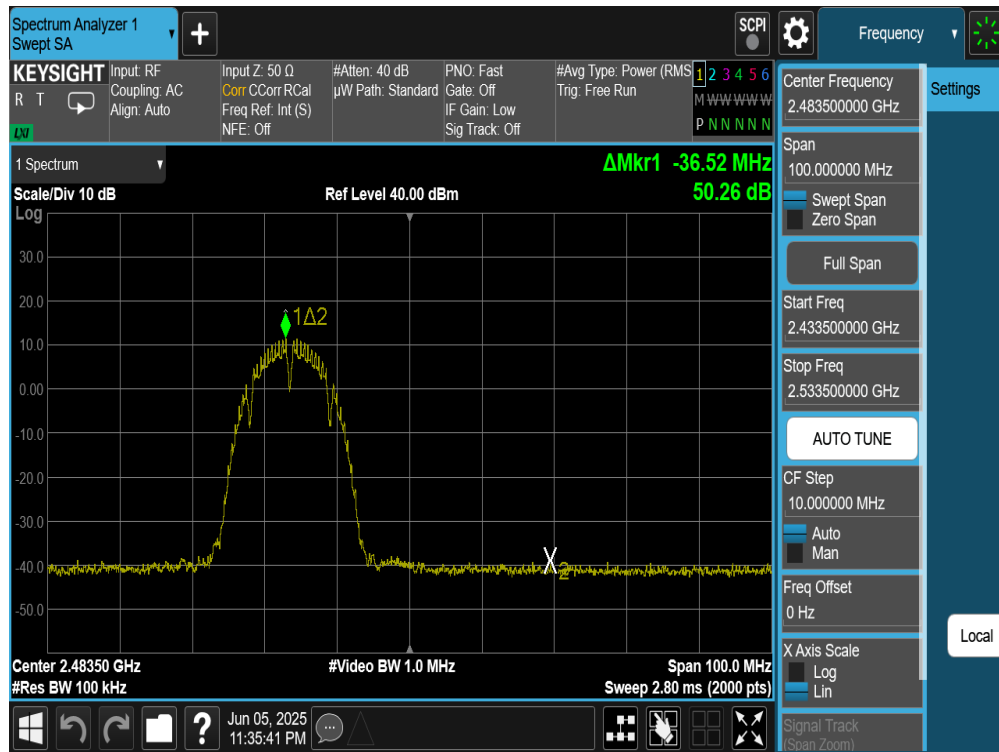 Spectrum Analyzer 1
Swept SA
+
SCPI
Frequency
KEYSIGHT
R T
LXI
Input: RF
Coupling: AC
Align: Auto
Input Z: 50 Ω
Corr CCorr RCal
Freq Ref: Int (S)
NFE: Off
#Atten: 40 dB
µW Path: Standard
PNO: Fast
Gate: Off
IF Gain: Low
Sig Track: Off
#Avg Type: Power (RMS
Trig: Free Run
1 2 3 4 5 6
M W W W W W
P N N N N N
1 Spectrum
ΔMkr1 -36.52 MHz
50.26 dB
Scale/Div 10 dB
Ref Level 40.00 dBm
Log
30.0
20.0
10.0
0.00
-10.0
-20.0
-30.0
-40.0
-50.0
1Δ2
X
2
Center 2.48350 GHz
#Video BW 1.0 MHz
Span 100.0 MHz
#Res BW 100 kHz
Sweep 2.80 ms (2000 pts)
Center Frequency
2.483500000 GHz
Span
100.000000 MHz
Swept Span
Zero Span
Full Span
Start Freq
2.433500000 GHz
Stop Freq
2.533500000 GHz
AUTO TUNE
CF Step
10.000000 MHz
Auto
Man
Freq Offset
0 Hz
X Axis Scale
Log
Lin
Signal Track
(Span Zoom)
Settings
Local
?
Jun 05, 2025
11:35:41 PM